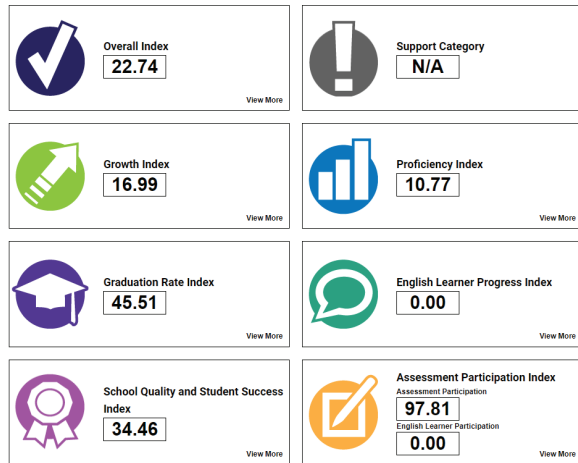 Overall Index
22.74
View More
Support Category
N/A
Growth Index
16.99
View More
Proficiency Index
10.77
View More
Graduation Rate Index
45.51
View More
English Learner Progress Index
0.00
View More
School Quality and Student Success
Index
34.46
View More
Assessment Participation Index
Assessment Participation
97.81
English Learner Participation
0.00
View More